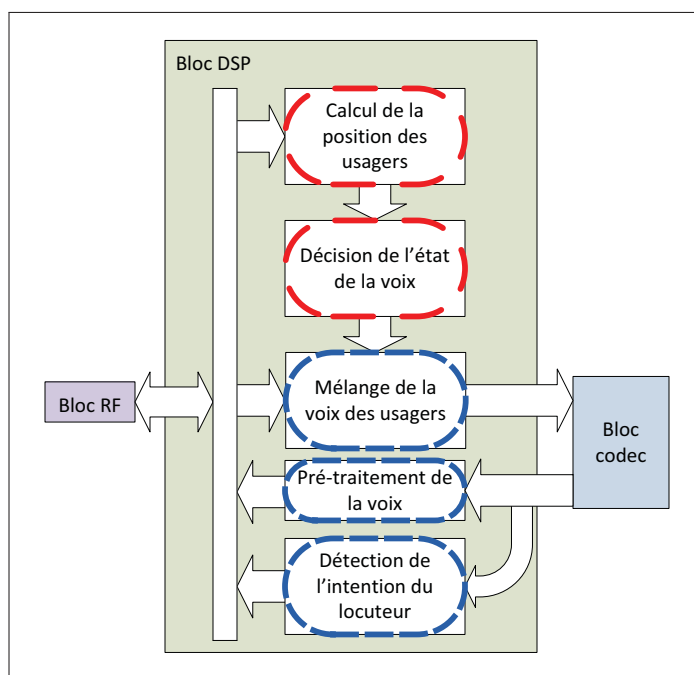 Bloc DSP
Calcul de la
position des
usagers
Décision de l'état
de la voix
Mélange de la
voix des usagers
Bloc RF
Bloc
codec
Pré-traitement de
la voix
Détection de
l'intention du
locuteur